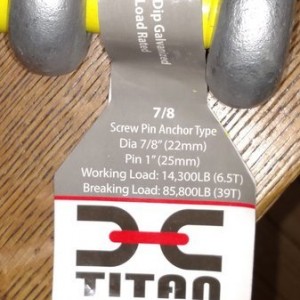 Dip Galvanized
Load Rated
7/8
Screw Pin Anchor Type
Dia 7/8" (22mm)
Pin 1" (25mm)
Working Load: 14,300LB (6.5T)
Breaking Load: 85,800LB (39T)
TITAN